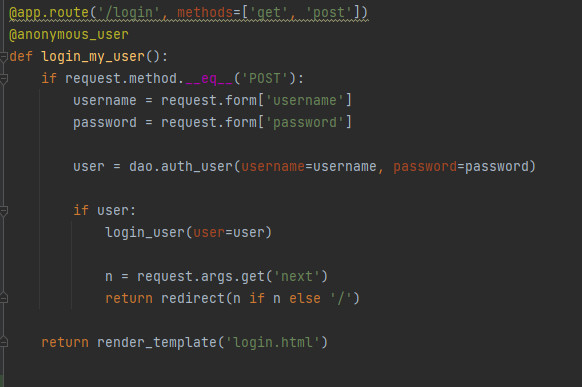 @app.route('/login', methods=['get', 'post'])
@anonymous_user
def login_my_user():
    if request.method.__eq__('POST'):
        username = request.form['username']
        password = request.form['password']

        user = dao.auth_user(username=username, password=password)

        if user:
            login_user(user=user)

            n = request.args.get('next')
            return redirect(n if n else '/')

    return render_template('login.html')